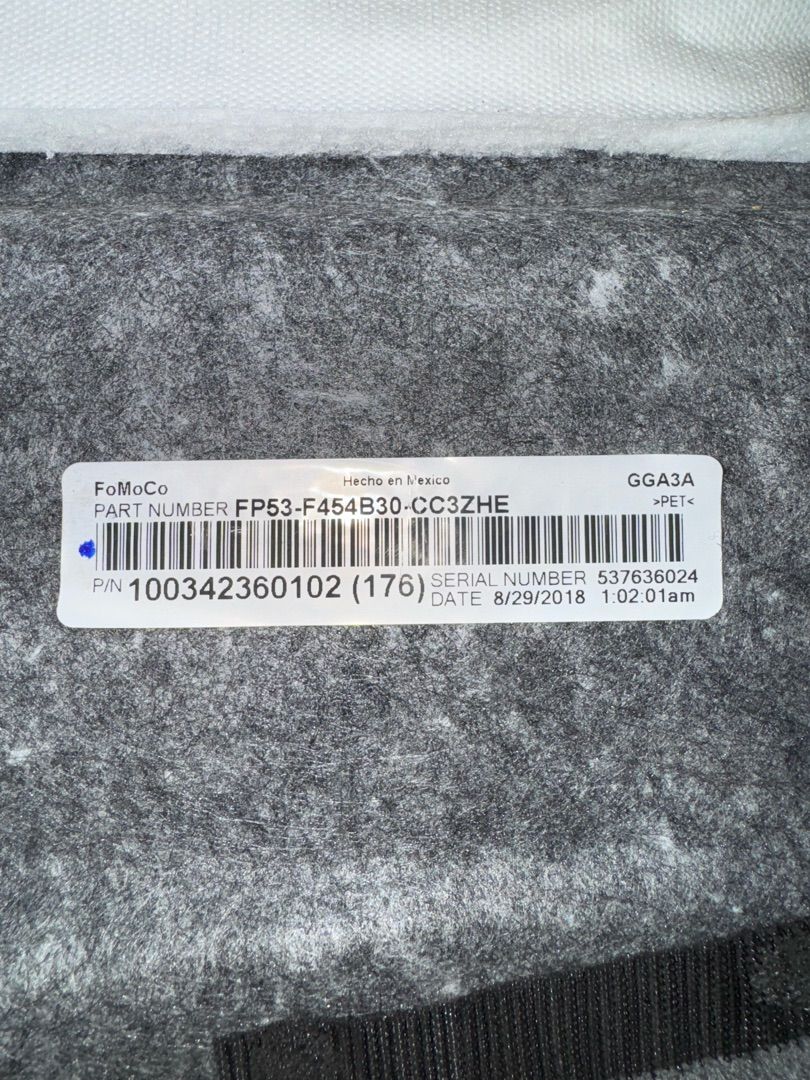 FoMoCo Hecho en Mexico GGA3A
PART NUMBER FP53-F454B30-CC3ZHE >PET<
P/N 100342360102 (176) SERIAL NUMBER 537636024
DATE 8/29/2018 1:02:01am